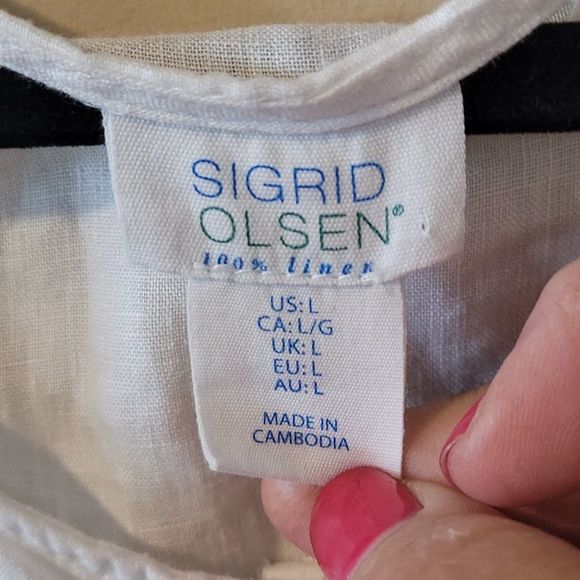 SIGRID
OLSEN®
100% linen
US: L
CA: L/G
UK: L
EU: L
AU: L
MADE IN
CAMBODIA